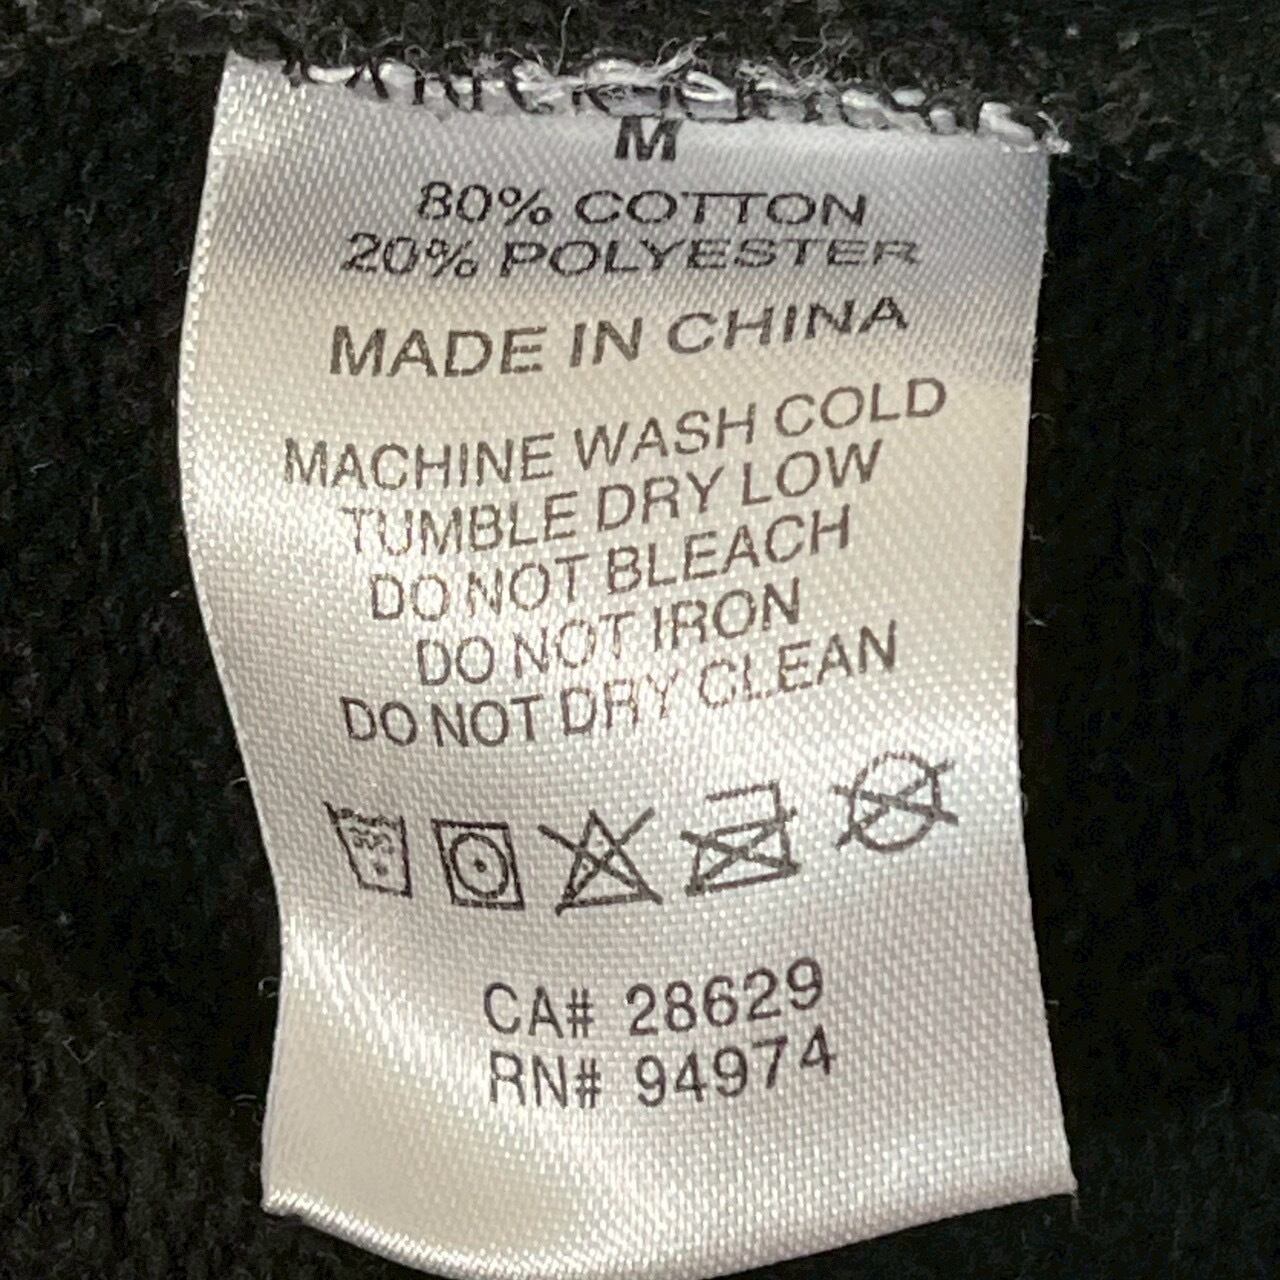 M
80% COTTON
20% POLYESTER
MADE IN CHINA
MACHINE WASH COLD
TUMBLE DRY LOW
DO NOT BLEACH
DO NOT IRON
DO NOT DRY CLEAN
CA# 28629
RN# 94974